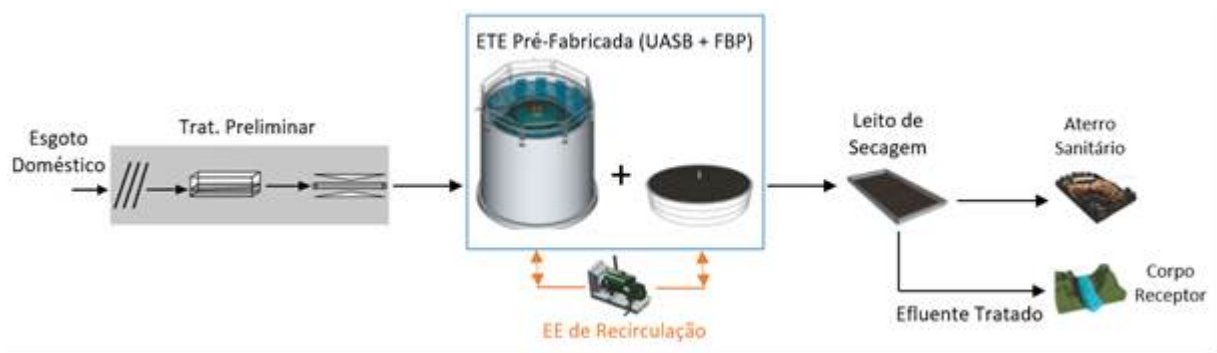 ETE Pré-Fabricada (UASB + FBP)
Trat. Preliminar
Esgoto
Doméstico
+
Leito de
Secagem
Aterro
Sanitário
EE de Recirculação
Efluente Tratado
Corpo
Receptor